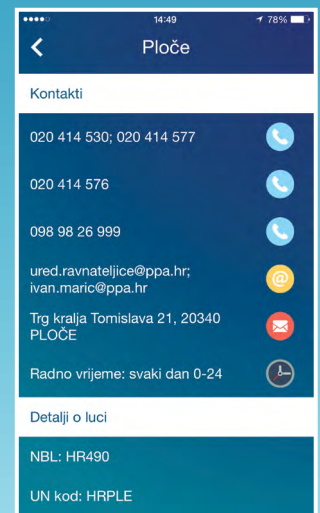 14:49
78%
Ploče
Kontakti
020 414 530; 020 414 577
020 414 576
098 98 26 999
ured.ravnateljice@ppa.hr;
ivan.maric@ppa.hr
@
Trg kralja Tomislava 21, 20340
PLOČE
Radno vrijeme: svaki dan 0-24
Detalji o luci
NBL: HR490
UN kod: HRPLE